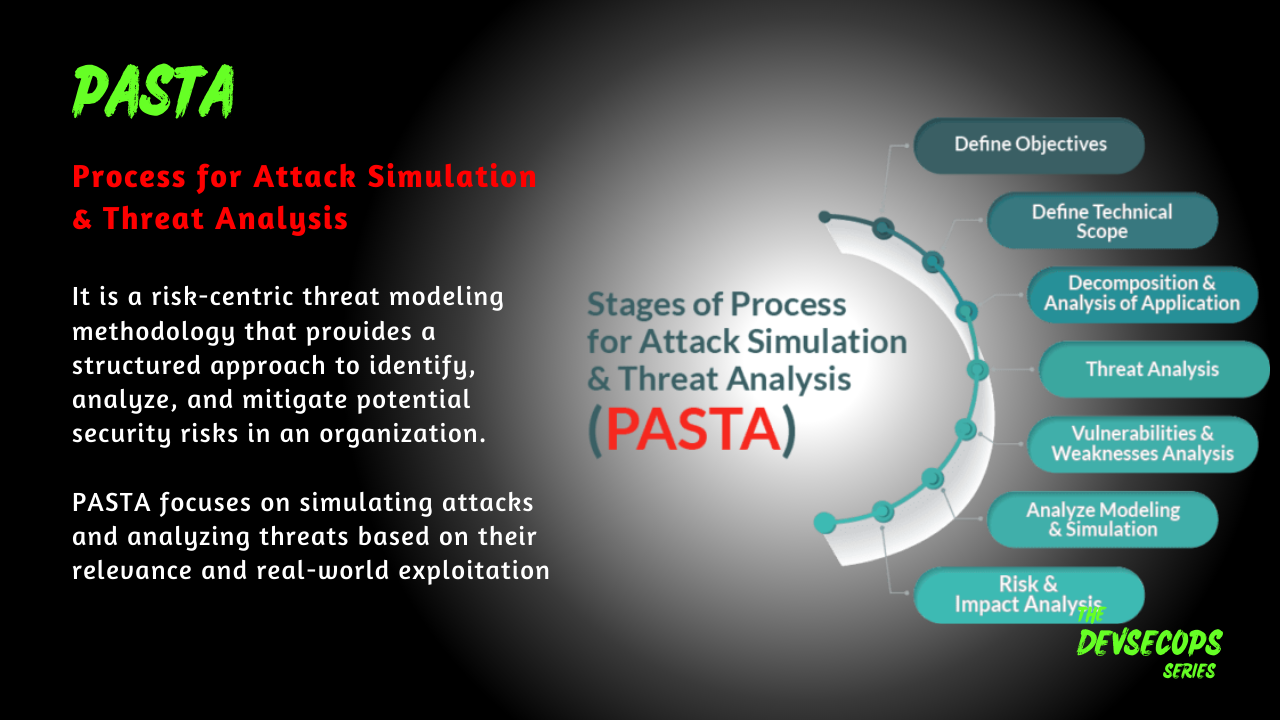 PASTA
Process for Attack Simulation
& Threat Analysis
It is a risk-centric threat modeling
methodology that provides a
structured approach to identify,
analyze, and mitigate potential
security risks in an organization.
PASTA focuses on simulating attacks
and analyzing threats based on their
relevance and real-world exploitation
Stages of Process
for Attack Simulation
& Threat Analysis
(PASTA)
Define Objectives
Define Technical
Scope
Decomposition &
Analysis of Application
Threat Analysis
Vulnerabilities &
Weaknesses Analysis
Analyze Modeling
& Simulation
Risk &
Impact Analysis
THE
DEVSECOPS
SERIES